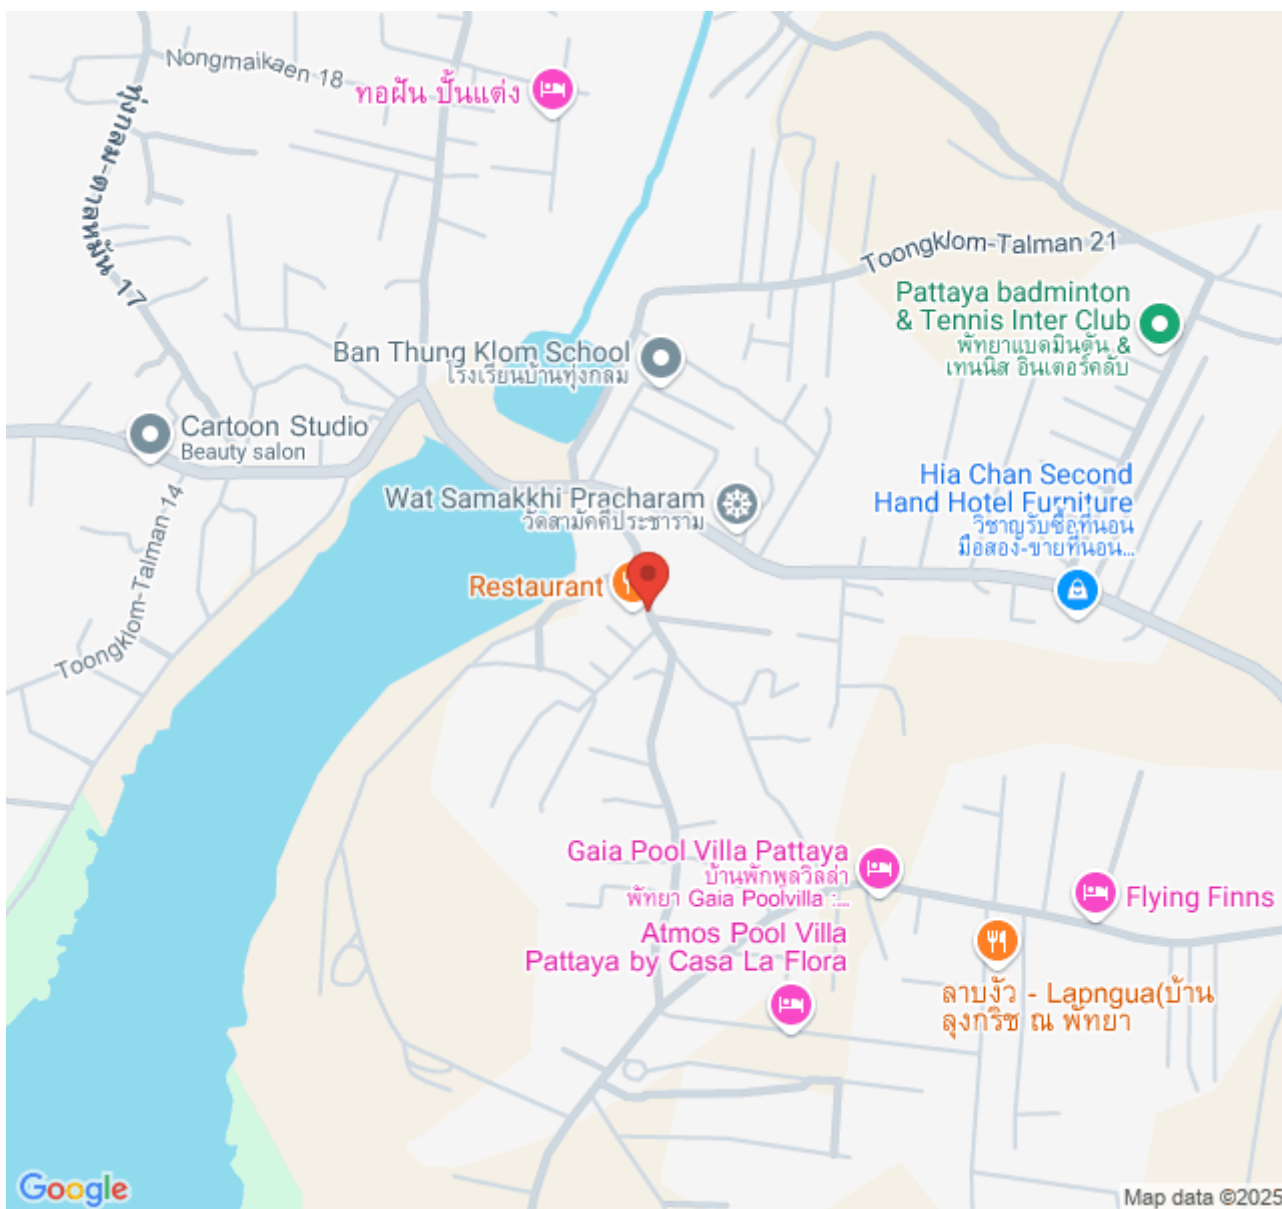 Nongmaikaen 18
ทอฝัน ปั้นแต่ง
ทุ่งกลม-ตาลหมัน 17
Toongklom-Talman 21
Pattaya badminton
& Tennis Inter Club
พัทยาแบดมินตัน &
เทนนิส อินเตอร์คลับ
Ban Thung Klom School
โรงเรียนบ้านทุ่งกลม
Cartoon Studio
Beauty salon
Hia Chan Second
Hand Hotel Furniture
วิชาญรับซื้อที่นอน
มือสอง-ขายที่นอน...
Wat Samakkhi Pracharam
วัดสามัคคีประชาราม
Toongklom-Talman 14
Restaurant
Gaia Pool Villa Pattaya
บ้านพักพูลวิลล่า
พัทยา Gaia Poolvilla :...
Flying Finns
Atmos Pool Villa
Pattaya by Casa La Flora
ลาบงัว - Lapngua(บ้าน
ลุงกริช ณ พัทยา
Google
Map data ©2025